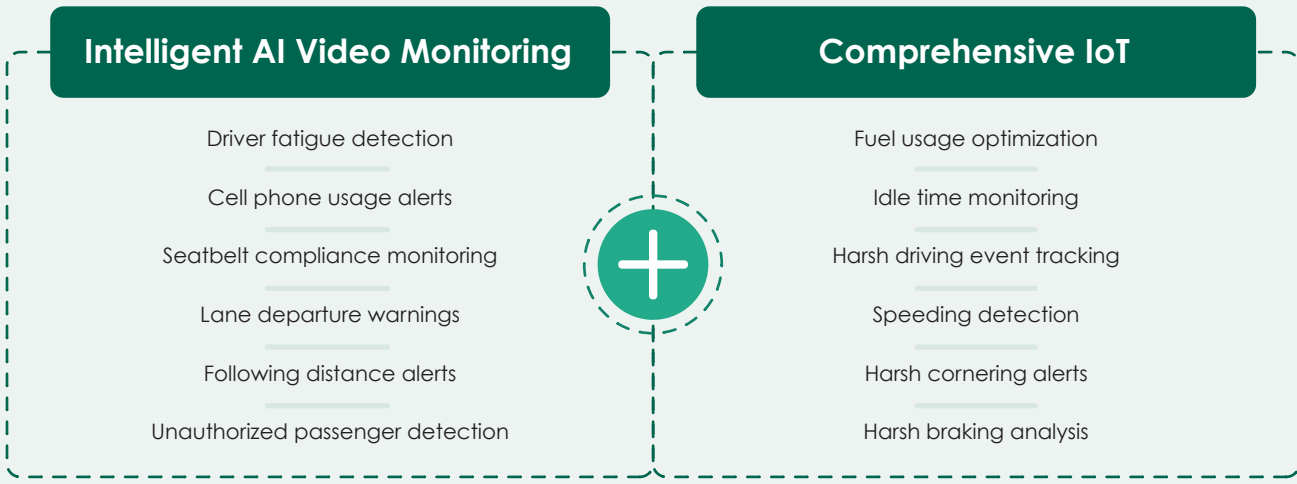 Intelligent AI Video Monitoring
Driver fatigue detection
Cell phone usage alerts
Seatbelt compliance monitoring
Lane departure warnings
Following distance alerts
Unauthorized passenger detection
Comprehensive IoT
Fuel usage optimization
Idle time monitoring
Harsh driving event tracking
Speeding detection
Harsh cornering alerts
Harsh braking analysis